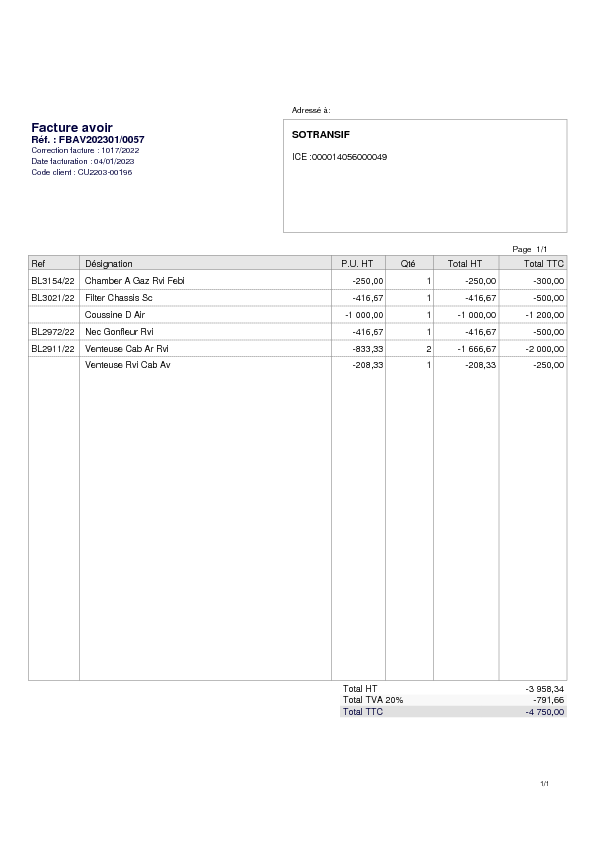 Adressé à:
Facture avoir
Réf. : FBAV202301/0057
Correction facture : 1017/2022
Date facturation : 04/01/2023
Code client : CU2203-00196
SOTRANSIF
ICE :000014056000049
Page 1/1
Ref Désignation P.U. HT Qté Total HT Total TTC
BL3154/22 Chamber A Gaz Rvi Febi -250,00 1 -250,00 -300,00
BL3021/22 Filter Chassis Sc -416,67 1 -416,67 -500,00
Coussine D Air -1 000,00 1 -1 000,00 -1 200,00
BL2972/22 Nec Gonfleur Rvi -416,67 1 -416,67 -500,00
BL2911/22 Venteuse Cab Ar Rvi -833,33 2 -1 666,67 -2 000,00
Venteuse Rvi Cab Av -208,33 1 -208,33 -250,00
Total HT -3 958,34
Total TVA 20% -791,66
Total TTC -4 750,00
1/1